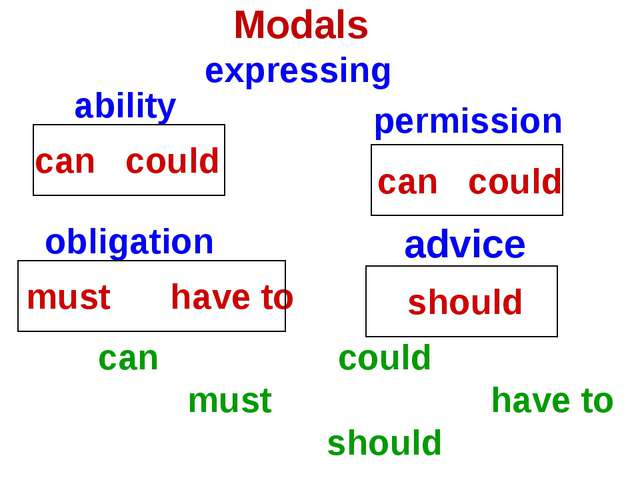 Modals
expressing
ability
permission
can could
can could
obligation
advice
must have to
should
can could
must have to
should